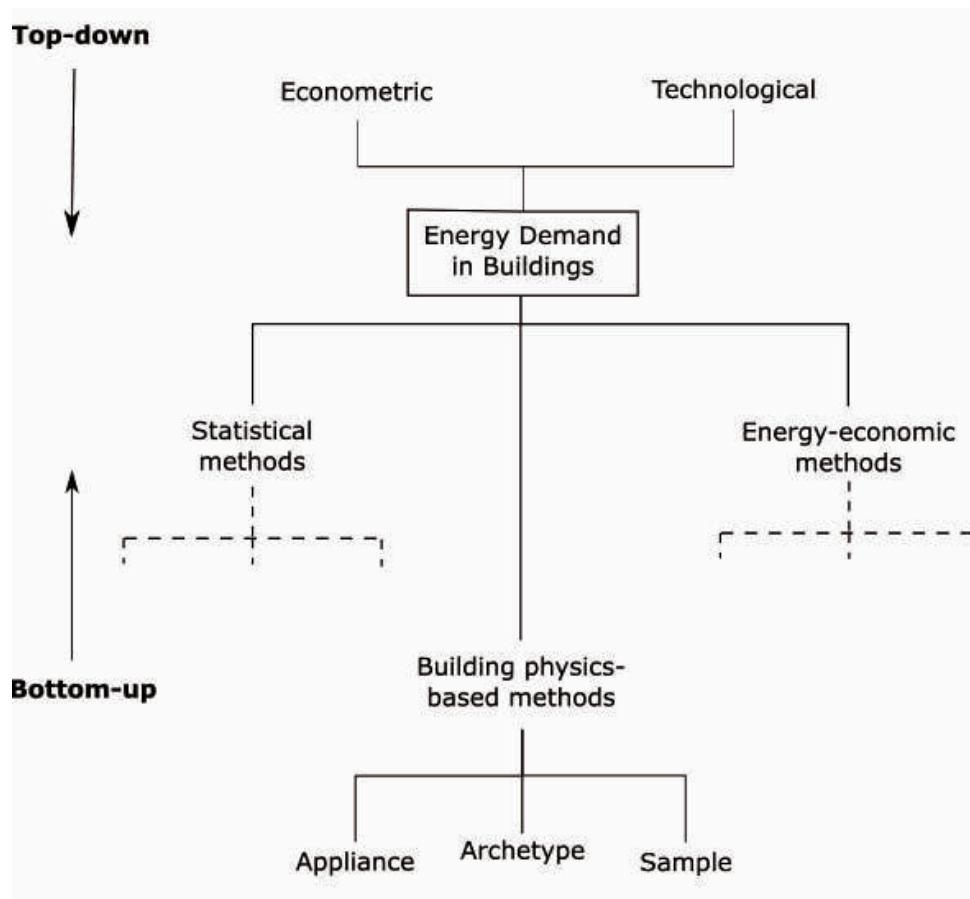 Top-down
Econometric
Technological
Energy Demand
in Buildings
Statistical
methods
Energy-economic
methods
Building physics-
based methods
Bottom-up
Appliance
Archetype
Sample